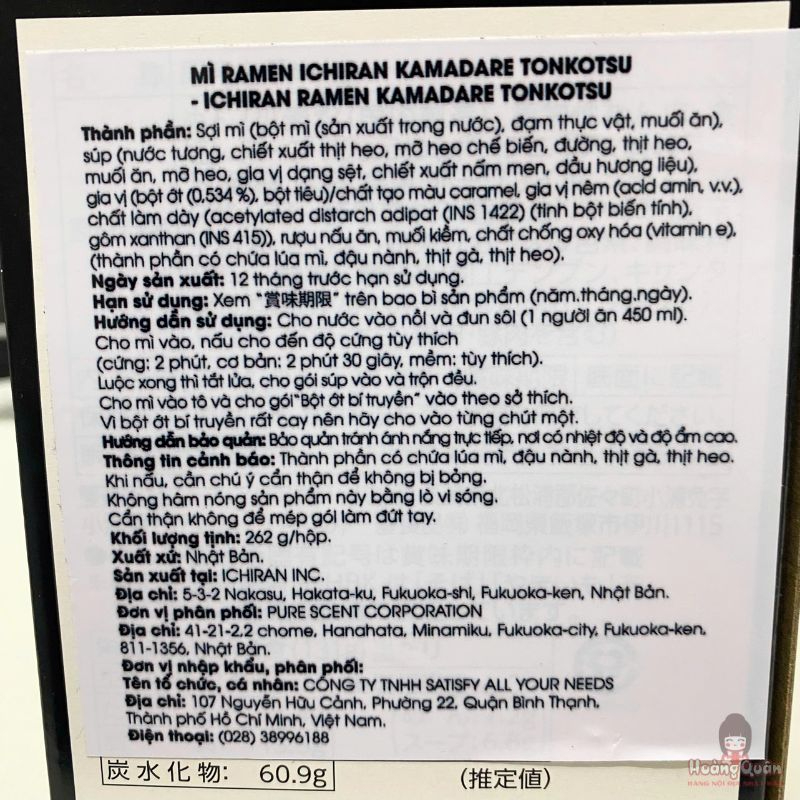 MÌ RAMEN ICHIRAN KAMADARE TONKOTSU
- ICHIRAN RAMEN KAMADARE TONKOTSU
Thành phần: Sợi mì (bột mì (sản xuất trong nước), đạm thực vật, muối ăn),
súp (nước tương, chiết xuất thịt heo, mỡ heo chế biến, đường, thịt heo,
muối ăn, mỡ heo, gia vị dạng sệt, chiết xuất nấm men, dầu hương liệu),
gia vị (bột ớt (0,534 %), bột tiêu)/chất tạo màu caramel, gia vị nêm (acid amin, v.v.),
chất làm dày (acetylated distarch adipat (INS 1422) (tinh bột biến tính),
gôm xanthan (INS 415)), rượu nấu ăn, muối kiềm, chất chống oxy hóa (vitamin e),
(thành phần có chứa lúa mì, đậu nành, thịt gà, thịt heo).
Ngày sản xuất: 12 tháng trước hạn sử dụng.
Hạn sử dụng: Xem "賞味期限" trên bao bì sản phẩm (năm.tháng.ngày).
Hướng dẫn sử dụng: Cho nước vào nồi và đun sôi (1 người ăn 450 ml).
Cho mì vào, nấu cho đến độ cứng tùy thích
(cứng: 2 phút, cơ bản: 2 phút 30 giây, mềm: tùy thích).
Luộc xong thì tắt lửa, cho gói súp vào và trộn đều.
Cho mì vào tô và cho gói"Bột ớt bí truyền" vào theo sở thích.
Vì bột ớt bí truyền rất cay nên hãy cho vào từng chút một.
Hướng dẫn bảo quản: Bảo quản tránh ánh nắng trực tiếp, nơi có nhiệt độ và độ ẩm cao.
Thông tin cảnh báo: Thành phần có chứa lúa mì, đậu nành, thịt gà, thịt heo.
Khi nấu, cần chú ý cẩn thận để không bị bỏng.
Không hâm nóng sản phẩm này bằng lò vi sóng.
Cẩn thận không để mép gói làm đứt tay.
Khối lượng tịnh: 262 g/hộp.
Xuất xứ: Nhật Bản.
Sản xuất tại: ICHIRAN INC.
Địa chỉ: 5-3-2 Nakasu, Hakata-ku, Fukuoka-shi, Fukuoka-ken, Nhật Bản.
Đơn vị phân phối: PURE SCENT CORPORATION
Địa chỉ: 41-21-2,2 chome, Hanahata, Minamiku, Fukuoka-city, Fukuoka-ken,
811-1356, Nhật Bản.
Đơn vị nhập khẩu, phân phối:
Tên tổ chức, cá nhân: CÔNG TY TNHH SATISFY ALL YOUR NEEDS
Địa chỉ: 107 Nguyễn Hữu Cảnh, Phường 22, Quận Bình Thạnh,
Thành phố Hồ Chí Minh, Việt Nam.
Điện thoại: (028) 38996188
炭水化物: 60.9g
(推定値)
HoàngQuân